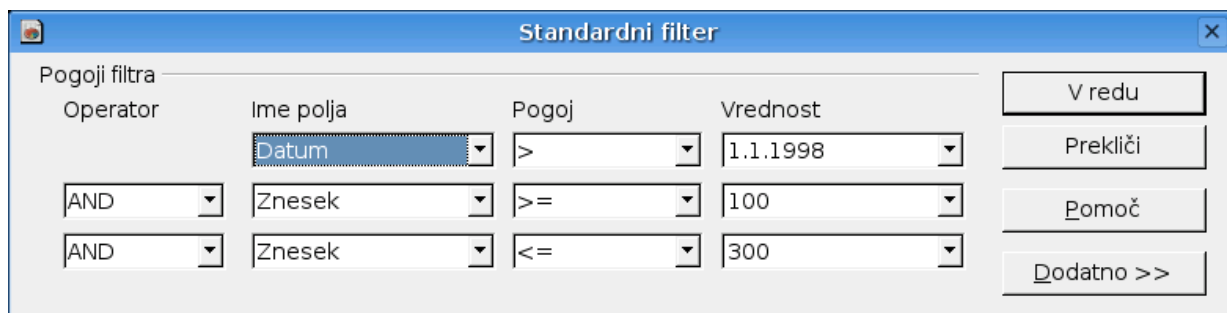 Standardni filter
Pogoji filtra
Operator Ime polja Pogoj Vrednost
Datum > 1.1.1998
AND Znesek >= 100
AND Znesek <= 300
V redu
Prekliči
Pomoč
Dodatno >>